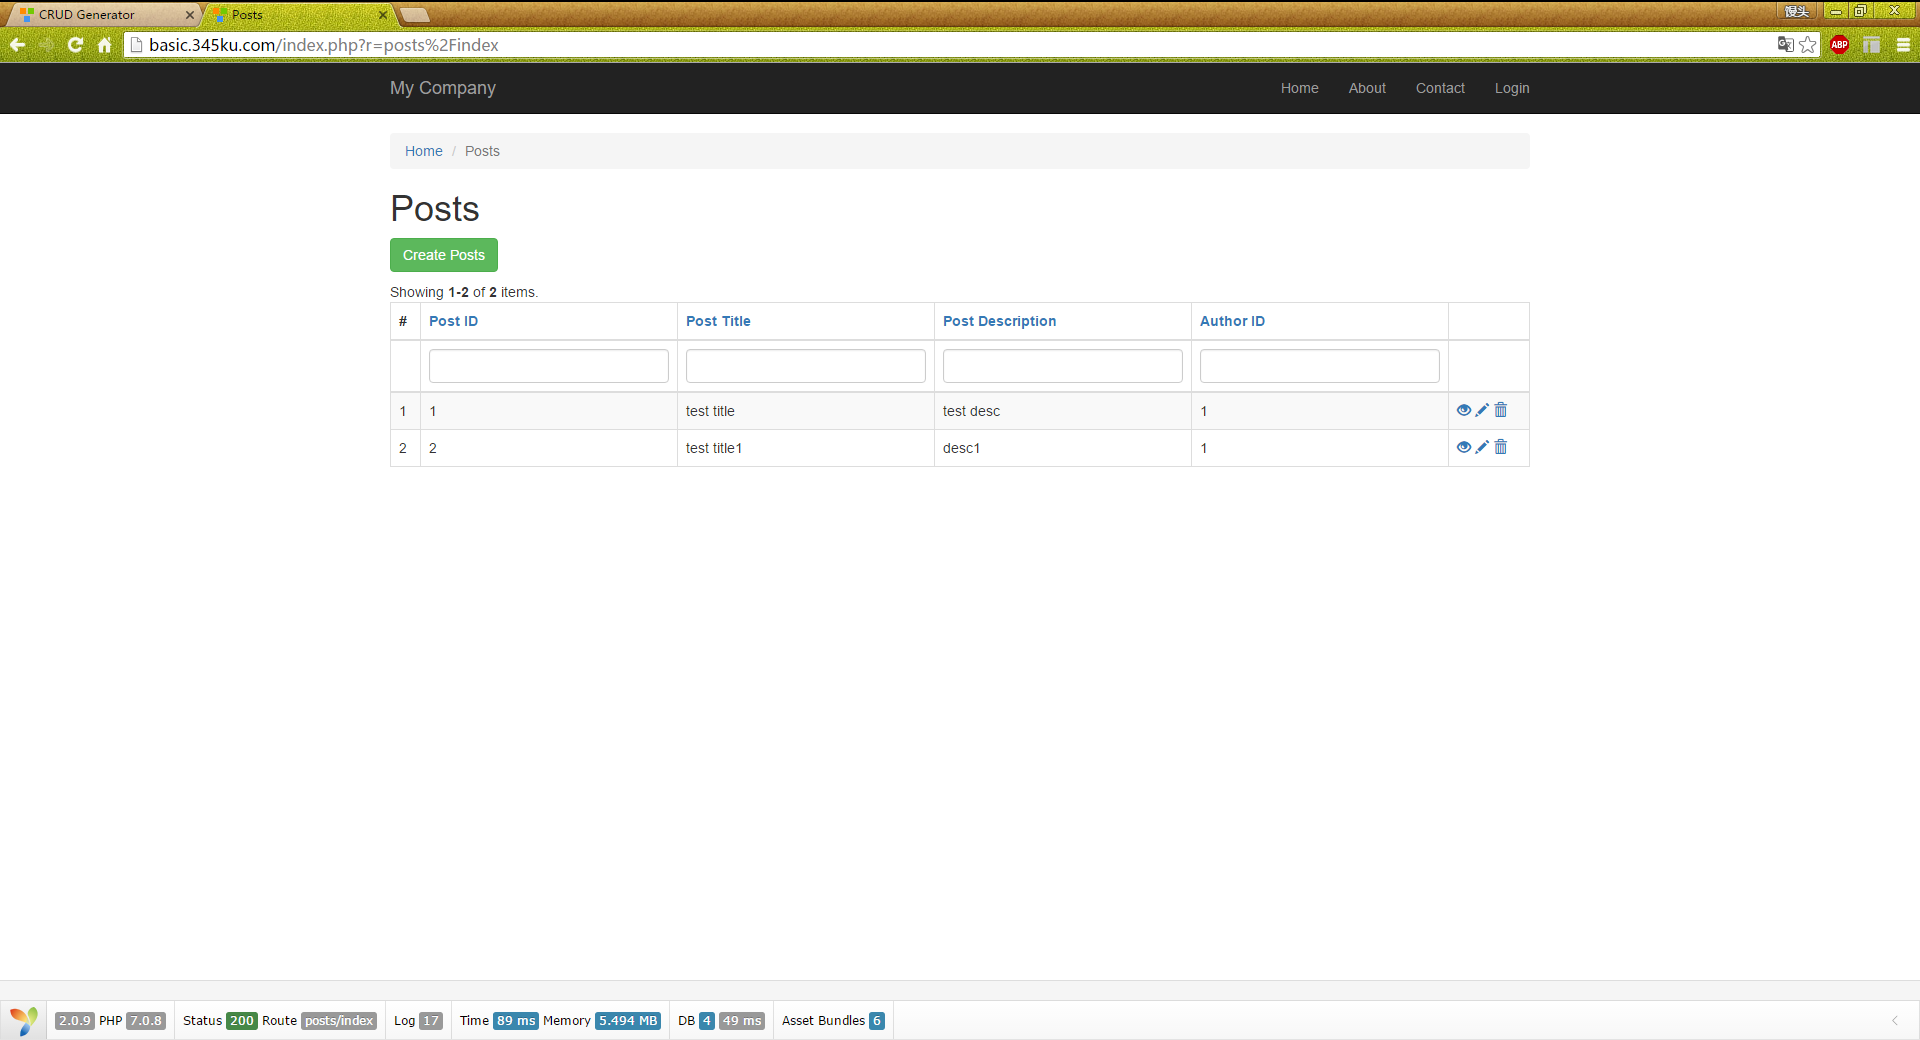 CRUD Generator
Posts
馒头
basic.345ku.com/index.php?r=posts%2Findex
ABP
My Company
Home About Contact Login
Home / Posts
Posts
Create Posts
Showing 1-2 of 2 items.
# Post ID Post Title Post Description Author ID
1 1 test title test desc 1
2 2 test title1 desc1 1
2.0.9 PHP 7.0.8 Status 200 Route posts/index Log 17 Time 89 ms Memory 5.494 MB DB 4 49 ms Asset Bundles 6